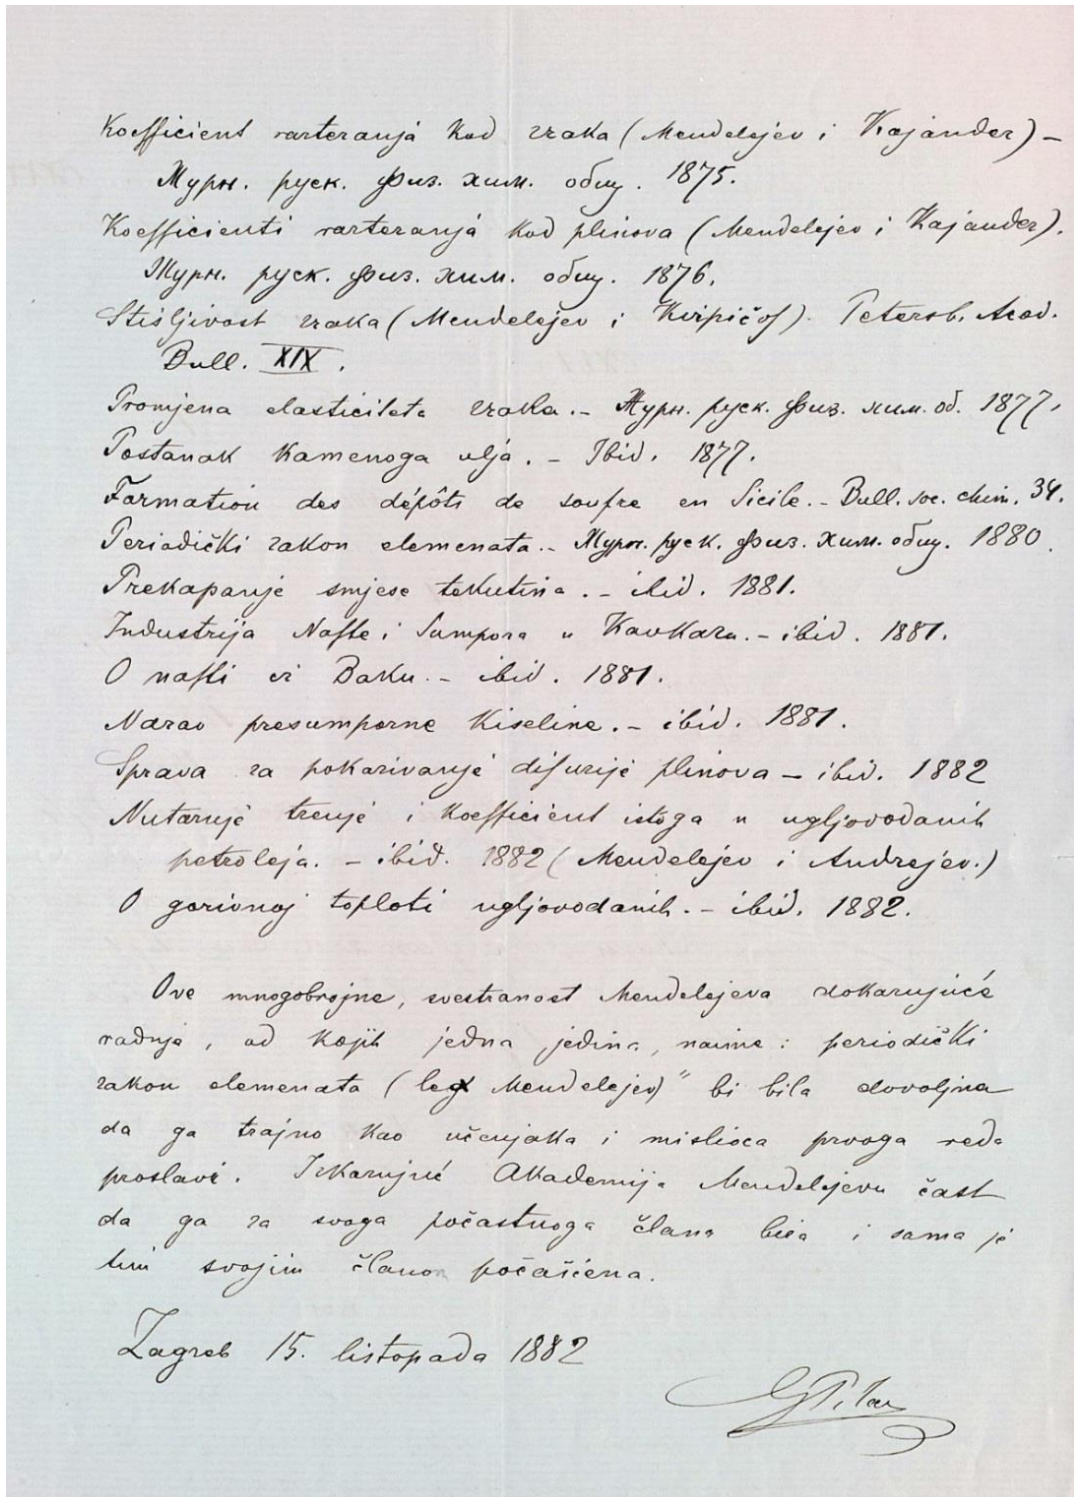 Koefficient rasteranja kod zraka (Mendelejev i Kajander) –
Журн. руск. физ. хим. общ. 1875.
Koefficienti rasteranja kod plinova (Mendelejev i Kajander).
Журн. руск. физ. хим. общ. 1876.
Stisljivost zraka (Mendelejev i Kirpičof). Petersb. Acad.
Bull. XIX.
Promjena elasticiteta zraka. – Журн. руск. физ. хим. об. 1877.
Postanak kamenoga ulja. – Ibid. 1877.
Formation des dépôts de soufre en Sicile. – Bull. soc. chim. 34.
Periodički zakon elemenata. – Журн. руск. физ. хим. общ. 1880.
Prekapanje smjese tekutina. – ibid. 1881.
Industrija Nafte i Sumpora u Kavkazu. – ibid. 1881.
O nafti iz Baku. – ibid. 1881.
Narav presumporne kiseline. – ibid. 1881.
Sprava za pokazivanje difuzije plinova – ibid. 1882
Nutarnje trenje i koefficient istoga u ugljovodanih
petroleja. – ibid. 1882 (Mendelejev i Andrejev.)
O gorivnoj toploti ugljovodanih. – ibid. 1882.
Ove mnogobrojne, svestranost Mendelejeva dokazujuće
radnje, od kojih jedna jedina, naime: periodički
zakon elemenata (lex Mendelejev)" bi bila dovoljna
da ga trajno kao učenjaka i mislioca prvoga reda
proslavi. Iskazujuć Akademija Mendelejevu čast
da ga za svoga počastnoga člana bira i sama je
tim svojim članom počašćena.
Zagreb 15. listopada 1882
G Pilar